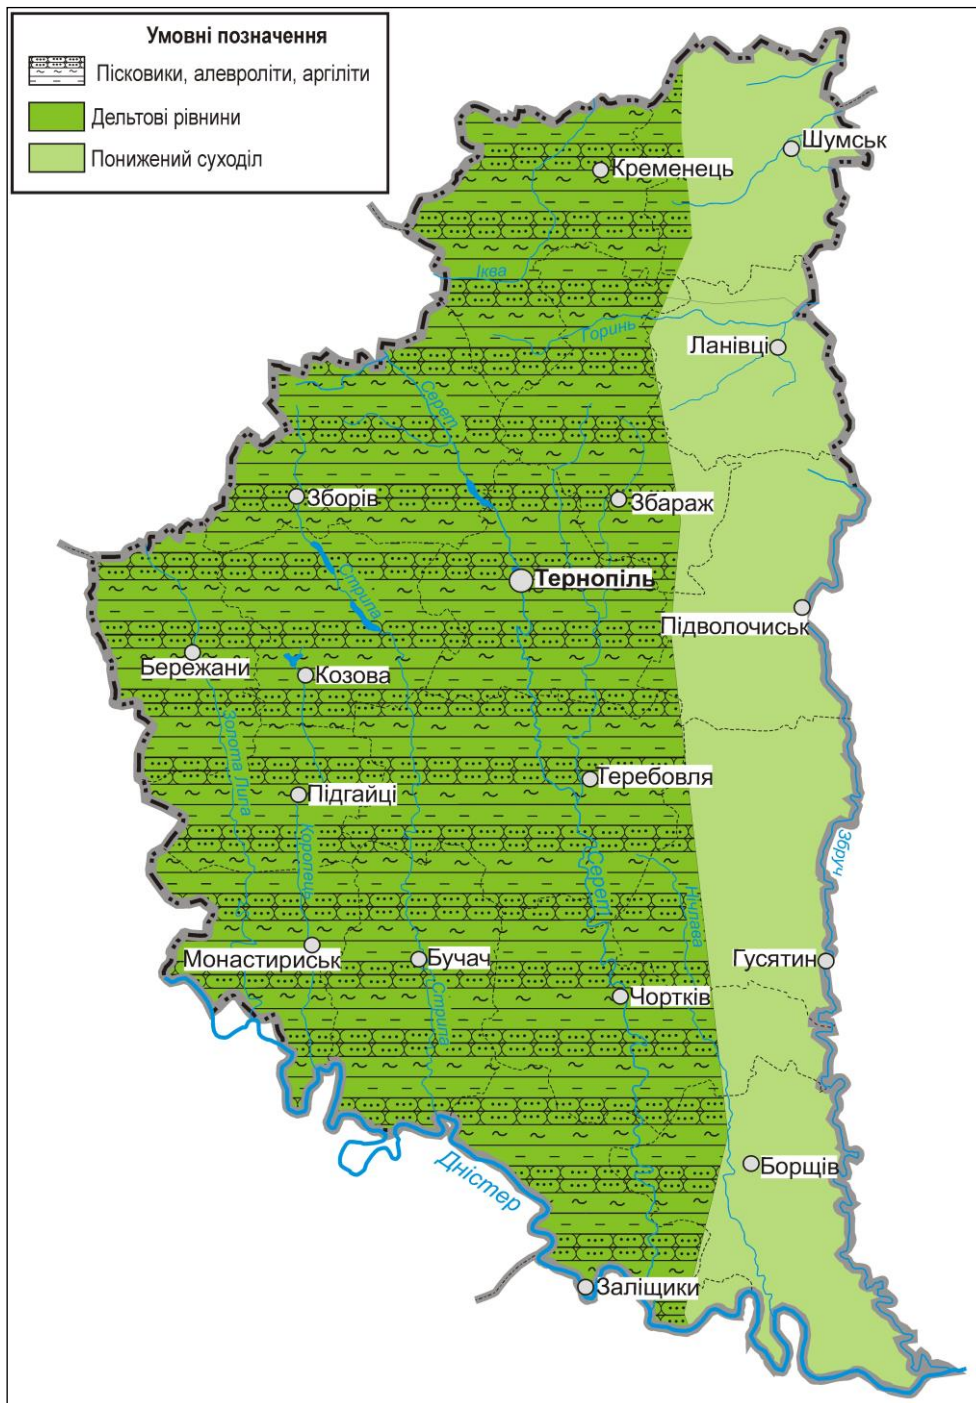 Умовні позначення
Пісковики, алевроліти, аргіліти
Дельтові рівнини
Понижений суходіл
Шумськ
Кременець
Іква
Горинь
Ланівці
Серет
Зборів
Збараж
Стрипа
Тернопіль
Підволочиськ
Бережани
Козова
Золота Липа
Теребовля
Підгайці
Коропець
Збруч
Серет
Нічлава
Монастириськ
Бучач
Гусятин
Стрипа
Чортків
Дністер
Борщів
Заліщики